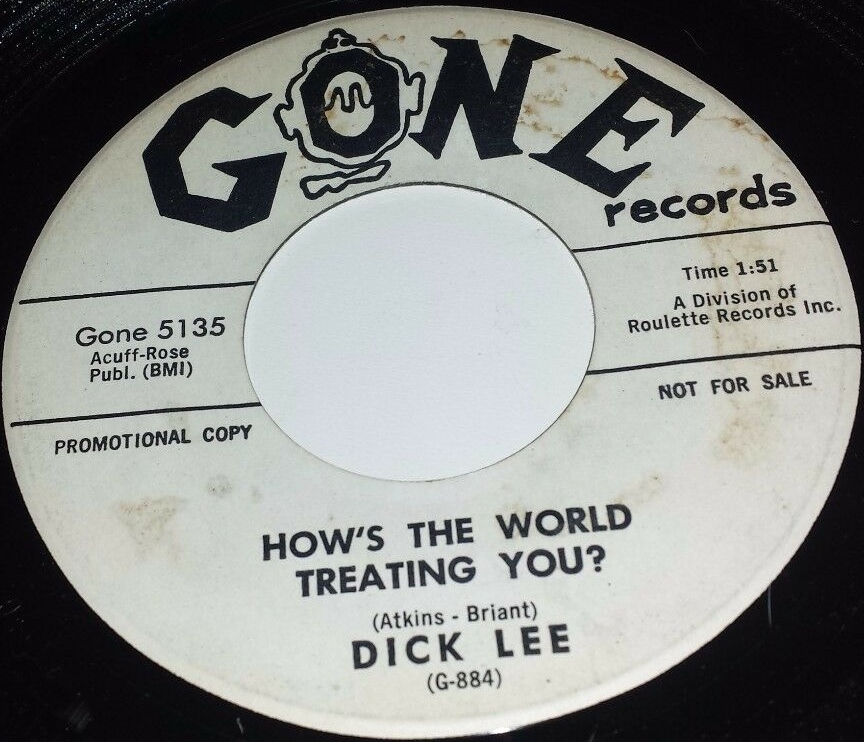 GONE
records
Gone 5135
Acuff-Rose
Publ. (BMI)
PROMOTIONAL COPY
Time 1:51
A Division of
Roulette Records Inc.
NOT FOR SALE
HOW'S THE WORLD
TREATING YOU?
(Atkins - Briant)
DICK LEE
(G-884)